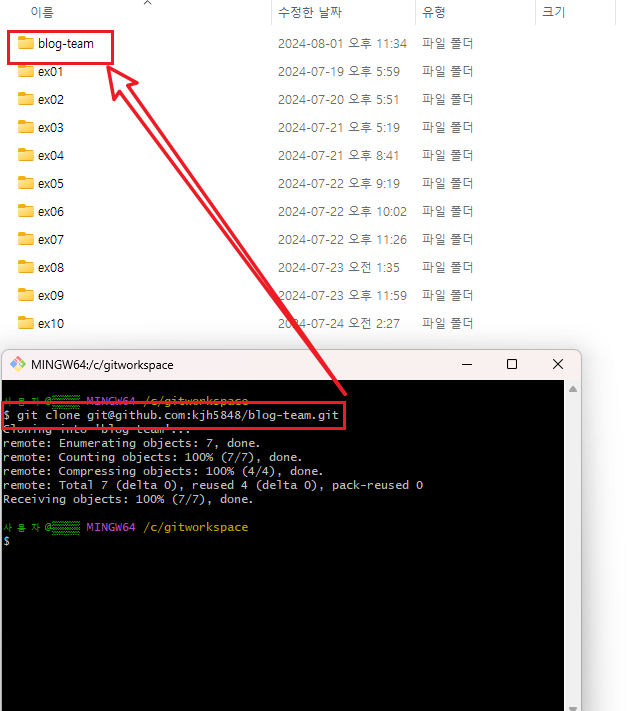 이름 수정한 날짜 유형 크기
blog-team 2024-08-01 오후 11:34 파일 폴더
ex01 2024-07-19 오후 5:59 파일 폴더
ex02 2024-07-20 오후 5:51 파일 폴더
ex03 2024-07-21 오후 5:19 파일 폴더
ex04 2024-07-21 오후 8:41 파일 폴더
ex05 2024-07-22 오후 9:19 파일 폴더
ex06 2024-07-22 오후 10:02 파일 폴더
ex07 2024-07-22 오후 11:26 파일 폴더
ex08 2024-07-23 오전 1:35 파일 폴더
ex09 2024-07-23 오후 11:59 파일 폴더
ex10 2024-07-24 오전 2:27 파일 폴더
MINGW64:/c/gitworkspace
사용자@ MINGW64 /c/gitworkspace
$ git clone git@github.com:kjh5848/blog-team.git
Cloning into 'blog-team'...
remote: Enumerating objects: 7, done.
remote: Counting objects: 100% (7/7), done.
remote: Compressing objects: 100% (4/4), done.
remote: Total 7 (delta 0), reused 4 (delta 0), pack-reused 0
Receiving objects: 100% (7/7), done.
사용자@ MINGW64 /c/gitworkspace
$